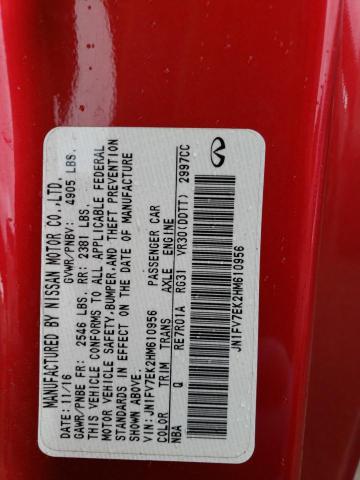 MANUFACTURED BY NISSAN MOTOR CO.,LTD.
DATE: 11/16 GVWR/PNBV: 4905 LBS.
GAWR/PNBE FR: 2546 LBS. RR: 2381 LBS.
THIS VEHICLE CONFORMS TO ALL APPLICABLE FEDERAL
MOTOR VEHICLE SAFETY,BUMPER,AND THEFT PREVENTION
STANDARDS IN EFFECT ON THE DATE OF MANUFACTURE
SHOWN ABOVE.
VIN: JN1FV7EK2HM610956 PASSENGER CAR
COLOR TRIM TRANS AXLE ENGINE
NBA Q RE7R01A RG31 VR30(DDTT) 2997CC
JN1FV7EK2HM610956